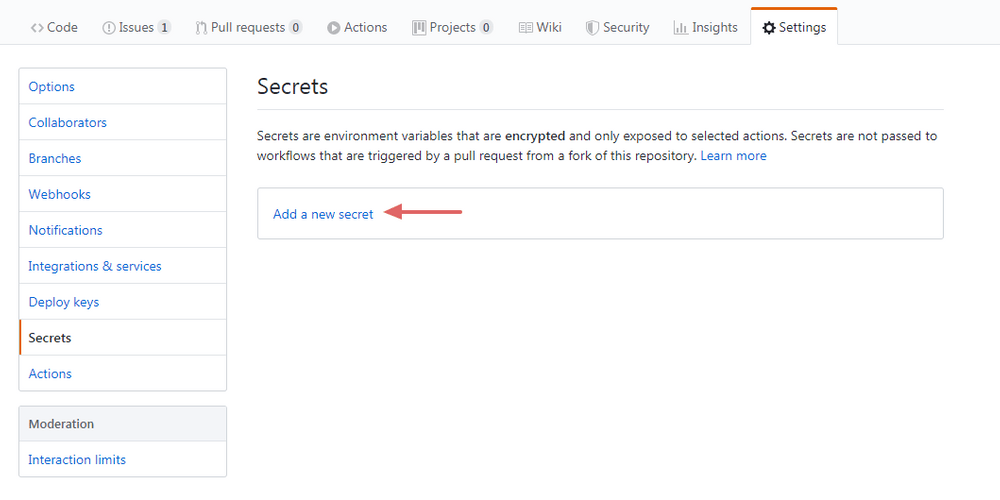 Code Issues 1 Pull requests 0 Actions Projects 0 Wiki Security Insights Settings
Options
Collaborators
Branches
Webhooks
Notifications
Integrations & services
Deploy keys
Secrets
Actions
Moderation
Interaction limits
Secrets
Secrets are environment variables that are encrypted and only exposed to selected actions. Secrets are not passed to
workflows that are triggered by a pull request from a fork of this repository. Learn more
Add a new secret